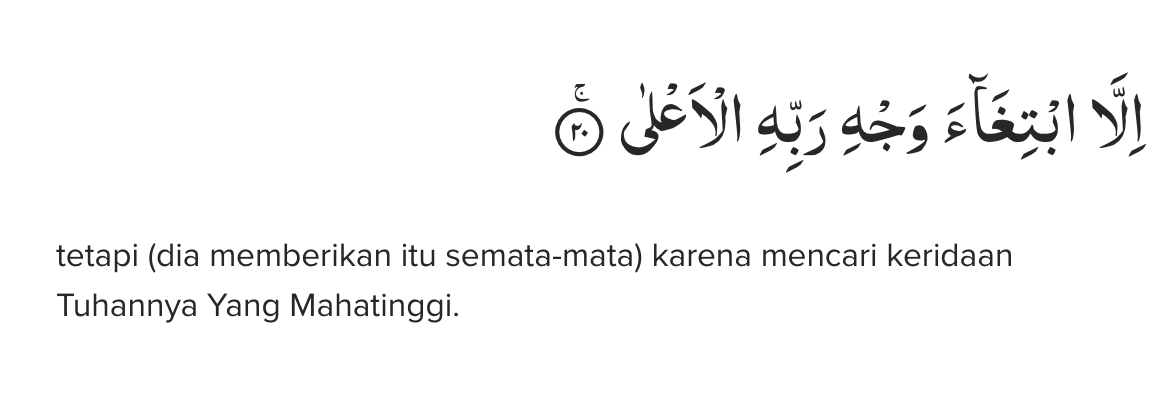 اِلَّا ابْتِغَاۤءَ وَجْهِ رَبِّهِ الْاَعْلٰىۚ ٢٠
tetapi (dia memberikan itu semata-mata) karena mencari keridaan
Tuhannya Yang Mahatinggi.